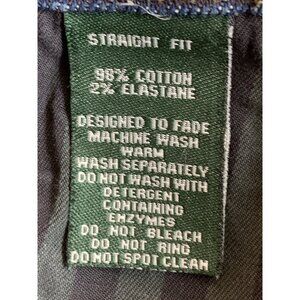 STRAIGHT FIT
98% COTTON
2% ELASTANE
DESIGNED TO FADE
MACHINE WASH
WARM
WASH SEPARATELY
DO NOT WASH WITH
DETERGENT
CONTAINING
ENZYMES
DO NOT BLEACH
DO NOT RING
DO NOT SPOT CLEAN